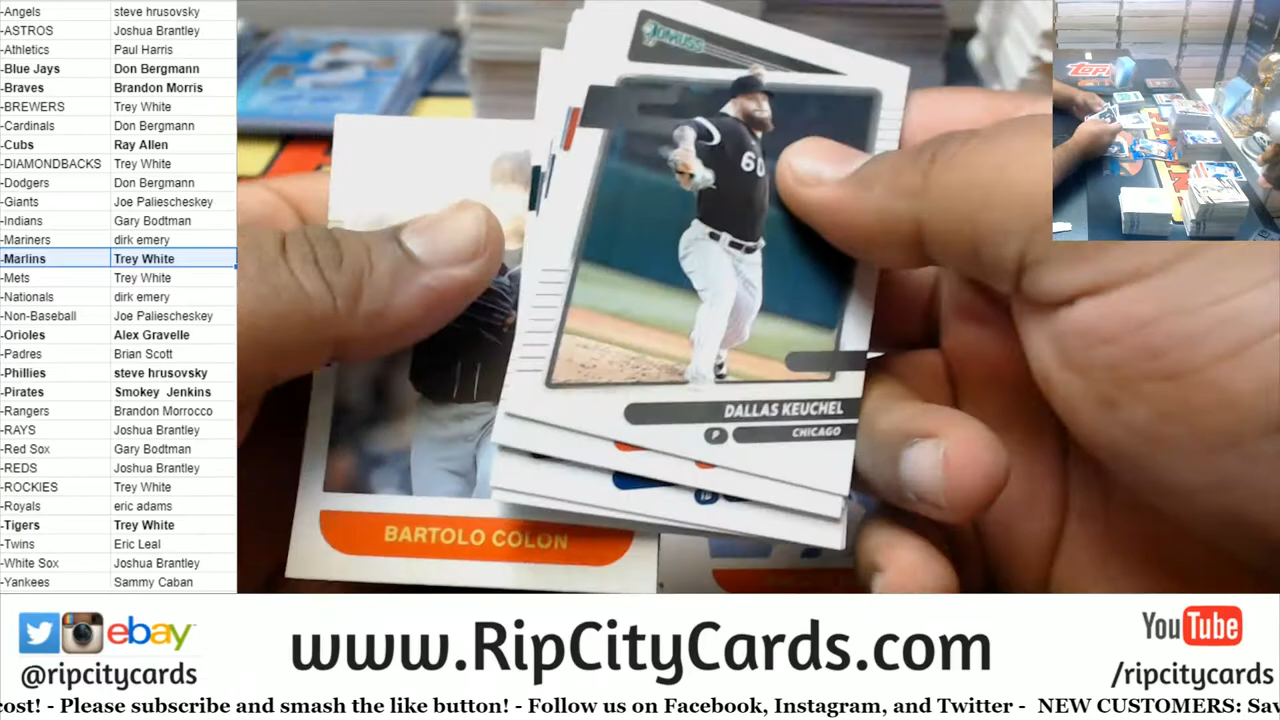 -Angels steve hrusovsky
-ASTROS Joshua Brantley
-Athletics Paul Harris
-Blue Jays Don Bergmann
-Braves Brandon Morris
-BREWERS Trey White
-Cardinals Don Bergmann
-Cubs Ray Allen
-DIAMONDBACKS Trey White
-Dodgers Don Bergmann
-Giants Joe Paliescheskey
-Indians Gary Bodtman
-Mariners dirk emery
-Marlins Trey White
-Mets Trey White
-Nationals dirk emery
-Non-Baseball Joe Paliescheskey
-Orioles Alex Gravelle
-Padres Brian Scott
-Phillies steve hrusovsky
-Pirates Smokey Jenkins
-Rangers Brandon Morrocco
-RAYS Joshua Brantley
-Red Sox Gary Bodtman
-REDS Joshua Brantley
-ROCKIES Trey White
-Royals eric adams
-Tigers Trey White
-Twins Eric Leal
-White Sox Joshua Brantley
-Yankees Sammy Caban
DONRUSS
60
DALLAS KEUCHEL
P CHICAGO
BARTOLO COLON
TOPPS
ebay
@ripcitycards
www.RipCityCards.com
YouTube
/ripcitycards
cost! - Please subscribe and smash the like button! - Follow us on Facebook, Instagram, and Twitter - NEW CUSTOMERS: Sav